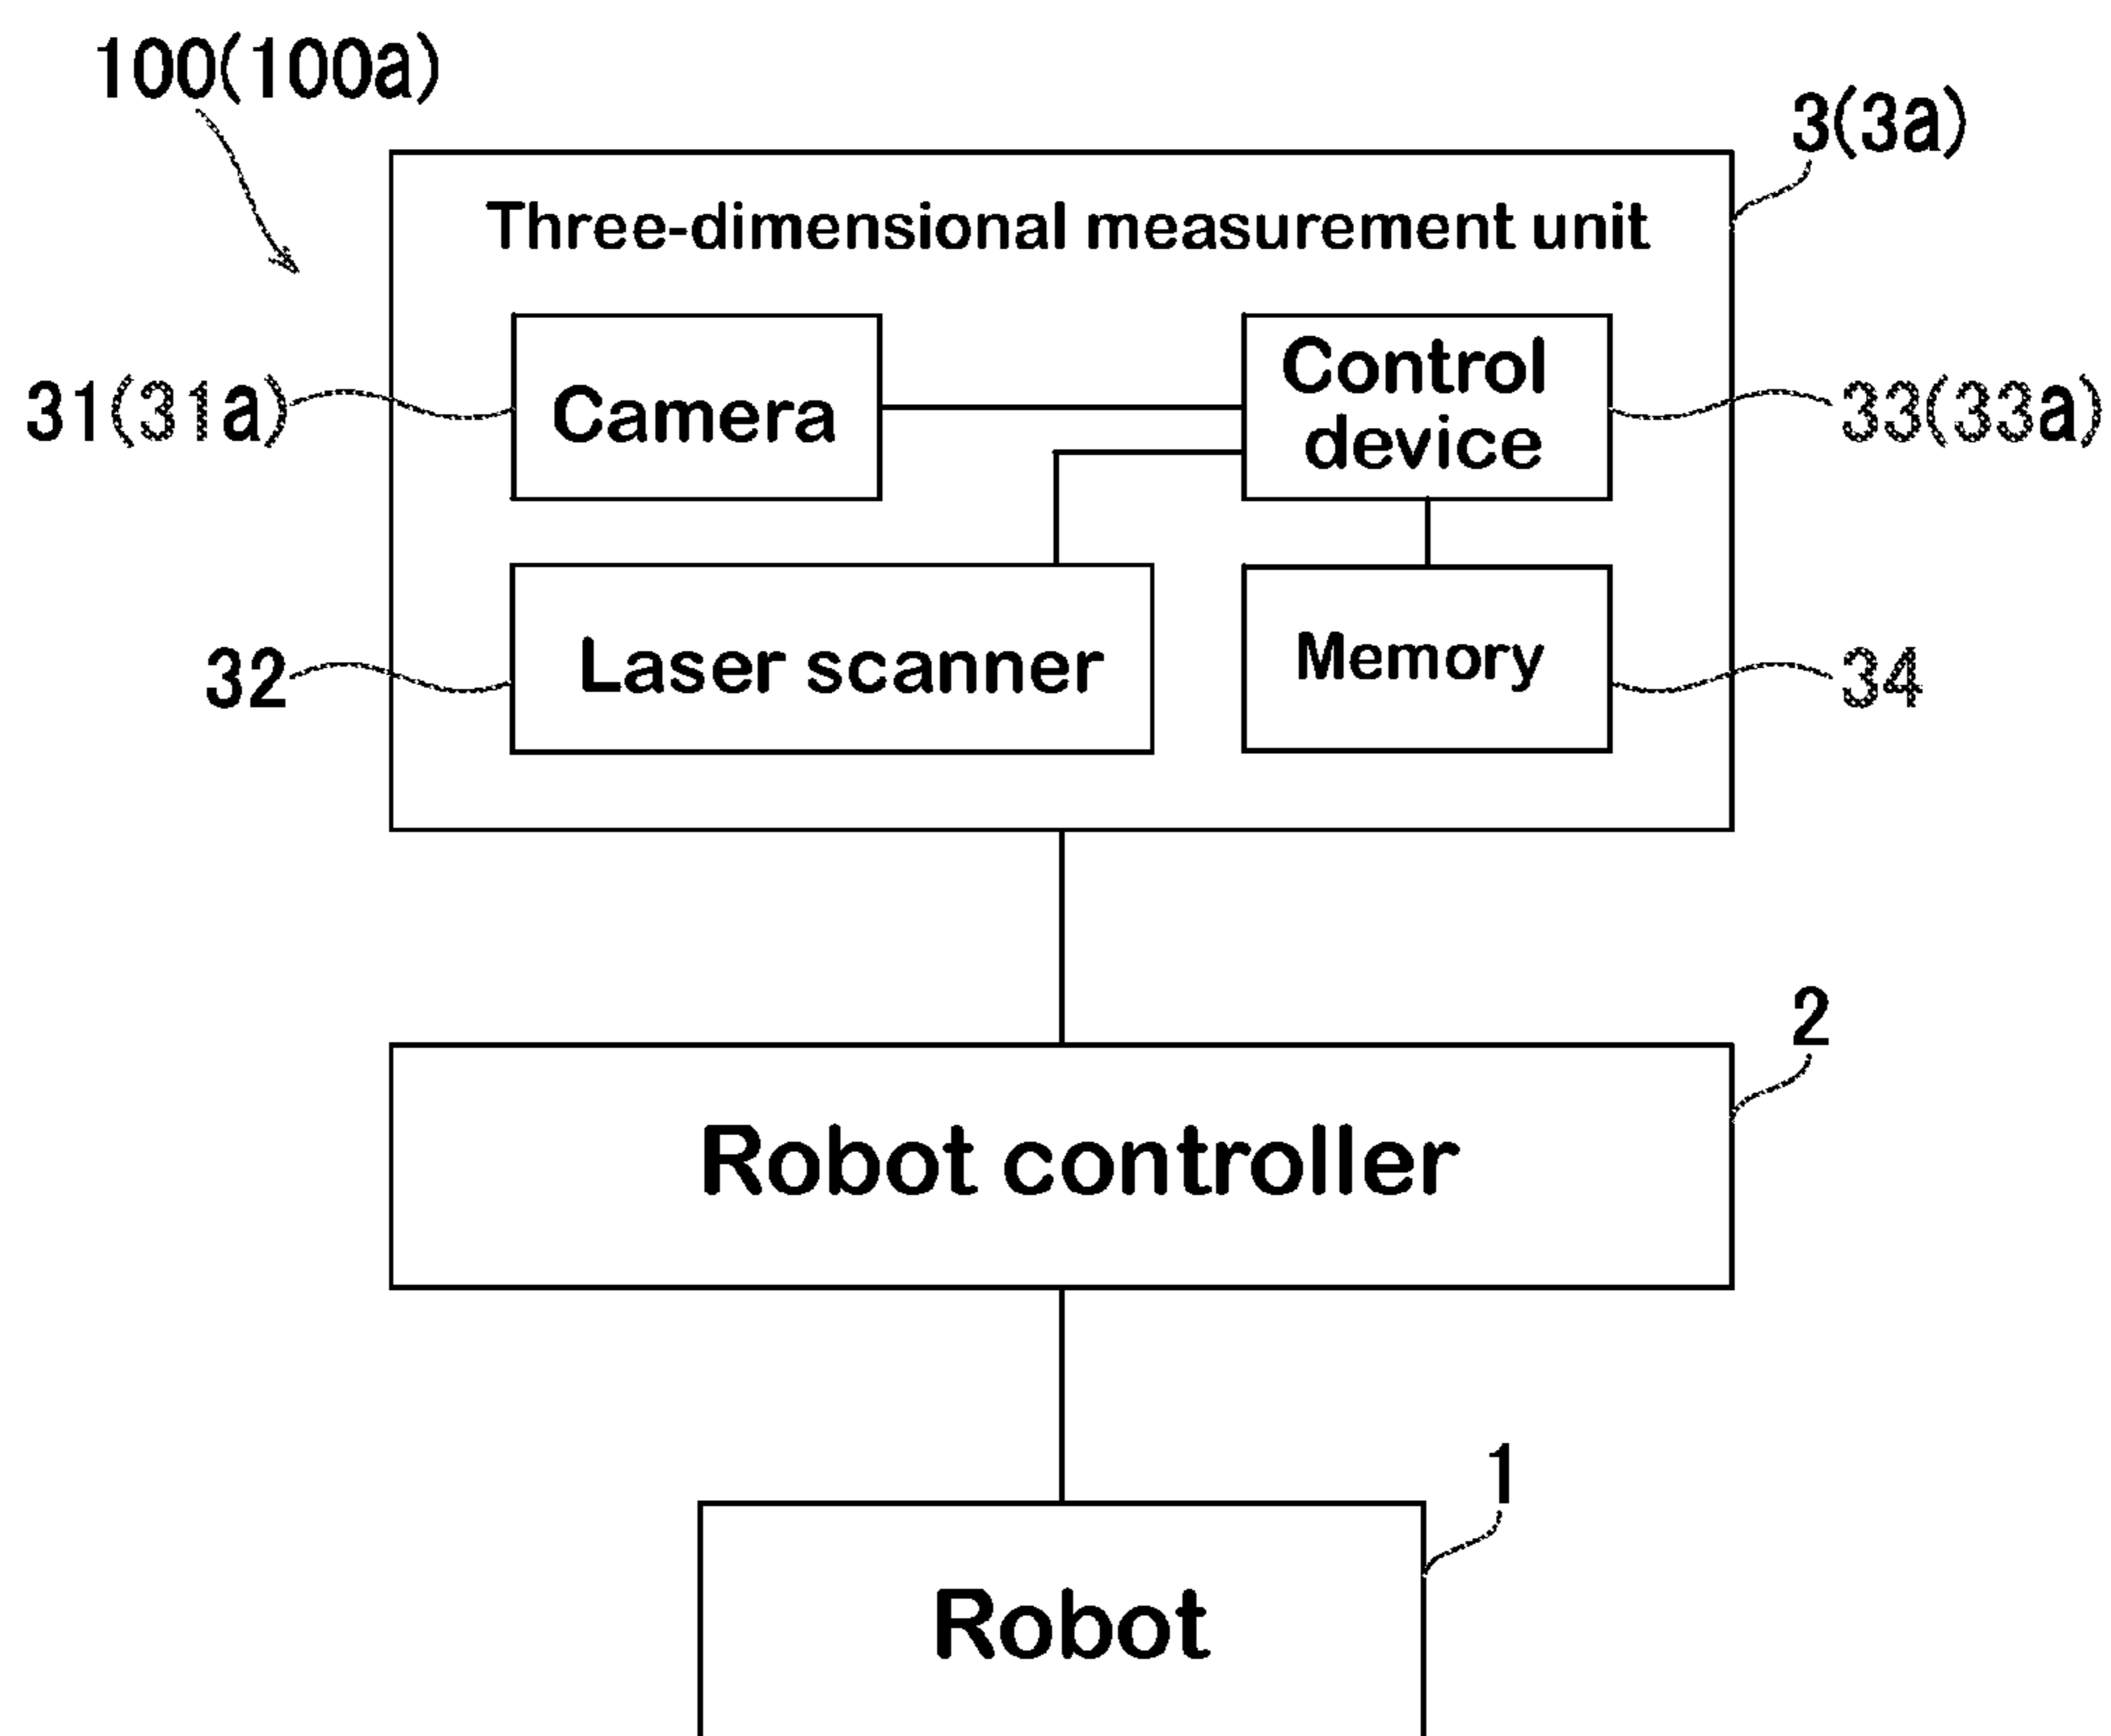 100(100a)
3(3a)
Three-dimensional measurement unit
31(31a)
Camera
Control
device
33(33a)
32
Laser scanner
Memory
34
2
Robot controller
1
Robot